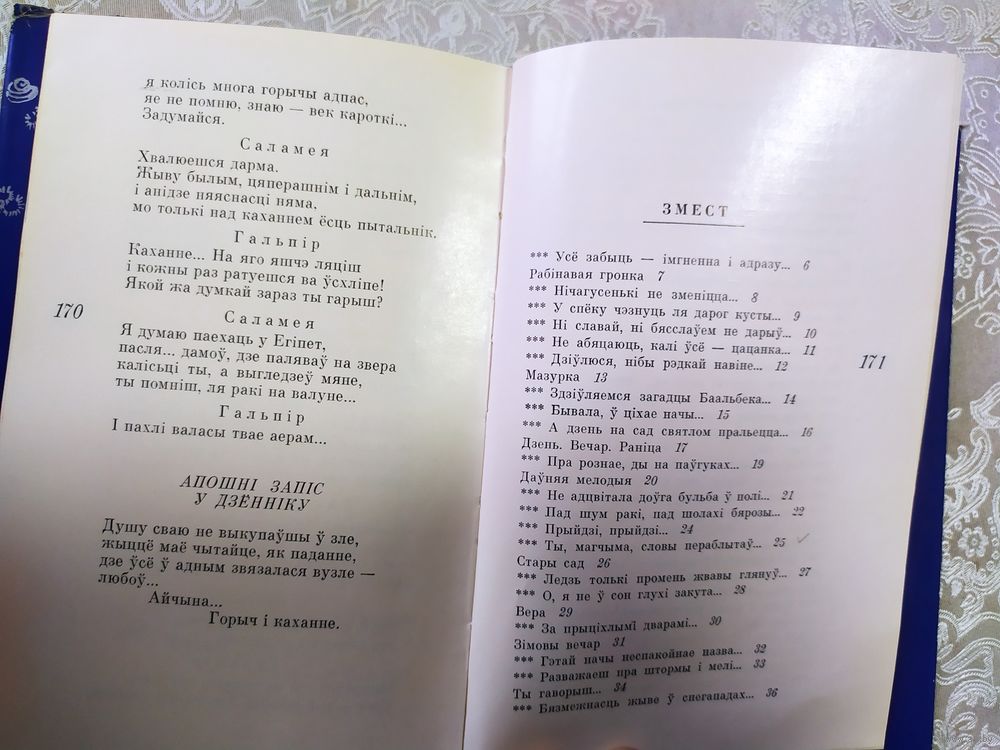 я колісь многа горычы адпас,
яе не помню, знаю — век кароткі...
Задумайся.
Саламея
Хвалюешся дарма.
Жыву былым, цяперашнім і дальнім,
і анідзе няяснасці няма,
мо толькі над каханнем ёсць пытальнік.
Гальпір
Каханне... На яго яшчэ ляціш
і кожны раз ратуешся ва ўсхліпе!
Якой жа думкай зараз ты гарыш?
170
Саламея
Я думаю паехаць у Егіпет,
пасля... дамоў, дзе паляваў на звера
калісьці ты, а выгледзеў мяне,
ты помніш, ля ракі на валуне...
Гальпір
І пахлі валасы твае аерам...
АПОШНІ ЗАПІС
У ДЗЁННІКУ
Душу сваю не выкупаўшы ў зле,
жыццё маё чытайце, як паданне,
дзе ўсё ў адным звязалася вузле —
любоў...
Айчына...
Горыч і каханне.
ЗМЕСТ
*** Усё забыць — імгненна і адразу... 6
Рабінавая гронка 7
*** Нічагусенькі не зменіцца... 8
*** У спёку чэзнуць ля дарог кусты... 9
*** Ні славай, ні бясслаўем не дарыў... 10
*** Не абяцаюць, калі ўсё — цацанка... 11
*** Дзіўлюся, нібы рэдкай навіне... 12
171
Мазурка 13
*** Здзіўляемся загадцы Баальбека... 14
*** Бывала, ў ціхае начы... 15
*** А дзень на сад святлом пральецца... 16
Дзень. Вечар. Раніца 17
*** Пра рознае, ды на паўгуках... 19
Даўняя мелодыя 20
*** Не адцвітала доўга бульба ў полі... 21
*** Пад шум ракі, пад шолахі бярозы... 22
*** Прыйдзі, прыйдзі... 24
*** Ты, магчыма, словы пераблытаў... 25
Стары сад 26
*** Ледзь толькі промень жвавы глянуў... 27
*** О, я не ў сон глухі закута... 28
Вера 29
*** За прыціхлымі дварамі... 30
Зімовы вечар 31
*** Гэтай начы неспакойнае назва... 32
*** Разважаеш пра штормы і мелі... 33
Ты гаворыш... 34
*** Бязмежнасць жыве ў снегападах... 36